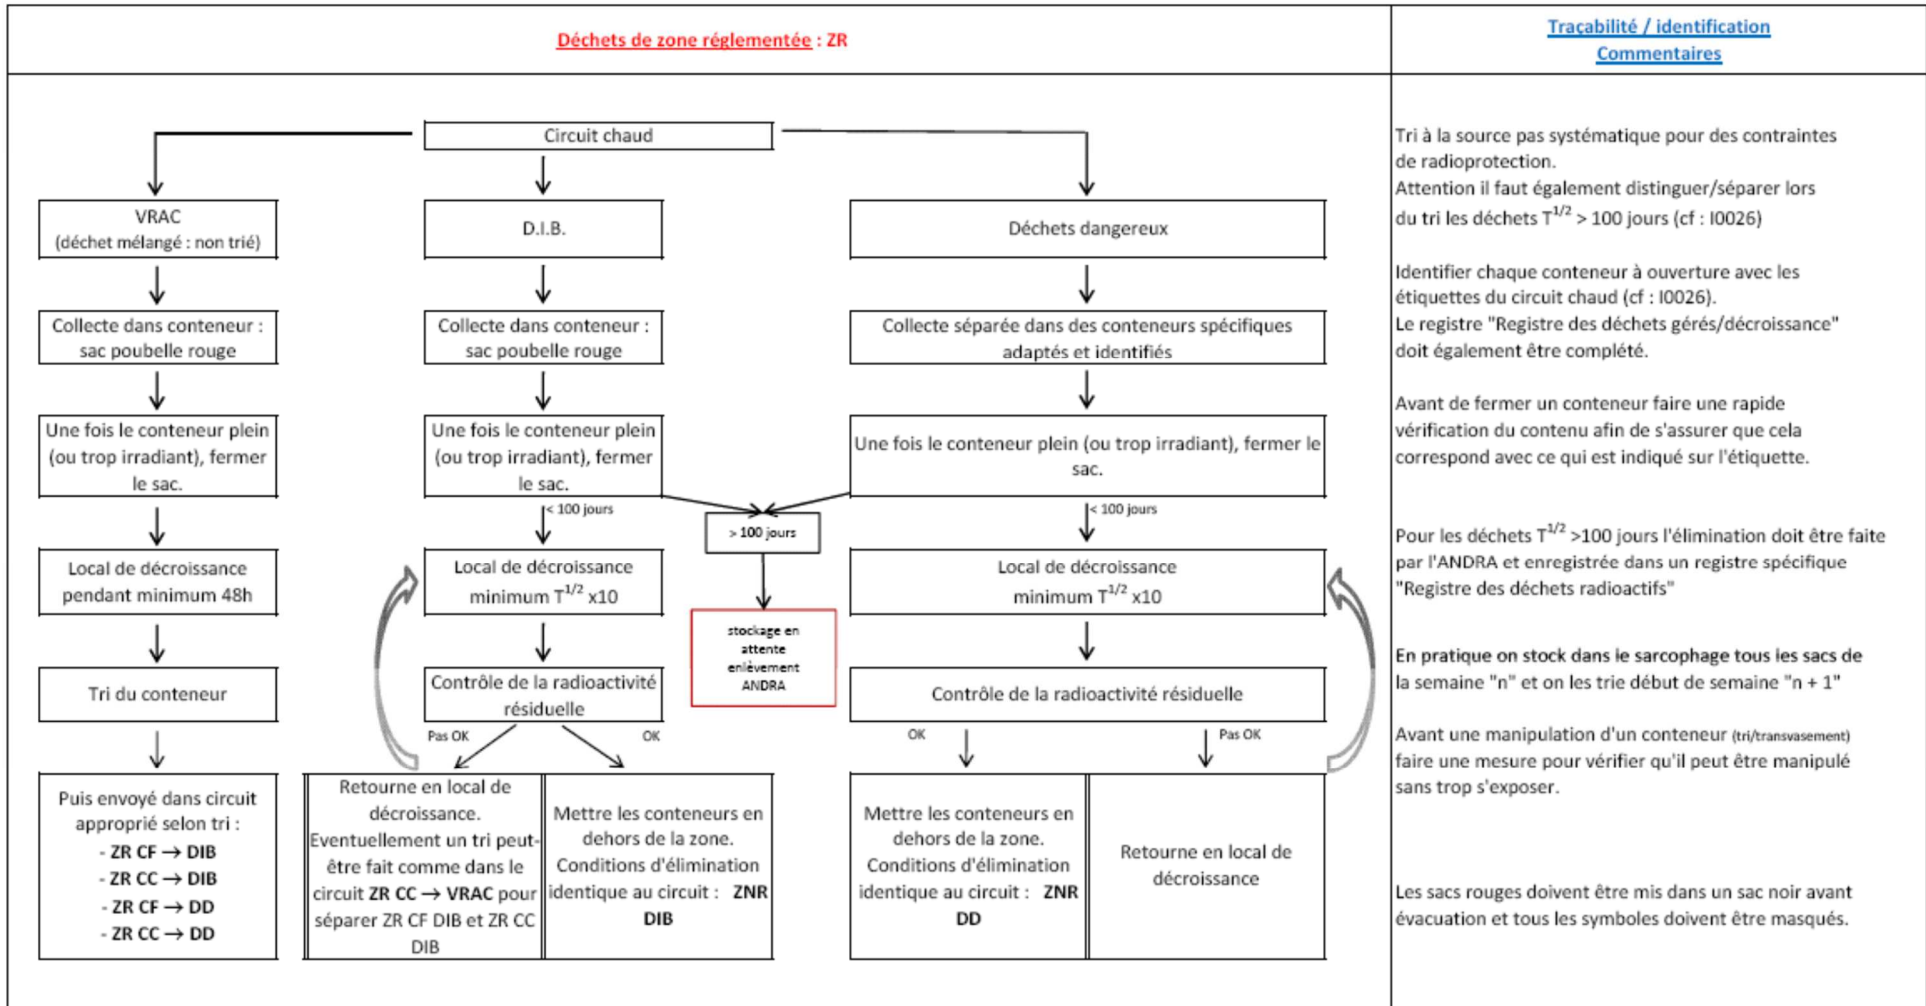 Déchets de zone réglementée : ZR
Traçabilité / identification
Commentaires
Circuit chaud
VRAC
(déchet mélangé : non trié)
D.I.B.
Déchets dangereux
Collecte dans conteneur :
sac poubelle rouge
Collecte dans conteneur :
sac poubelle rouge
Collecte séparée dans des conteneurs spécifiques
adaptés et identifiés
Une fois le conteneur plein
(ou trop irradiant), fermer
le sac.
Une fois le conteneur plein
(ou trop irradiant), fermer
le sac.
Une fois le conteneur plein (ou trop irradiant), fermer le
sac.
< 100 jours
> 100 jours
< 100 jours
Local de décroissance
pendant minimum 48h
Local de décroissance
minimum T^1/2 x10
stockage en
attente
enlèvement
ANDRA
Local de décroissance
minimum T^1/2 x10
Tri du conteneur
Contrôle de la radioactivité
résiduelle
Contrôle de la radioactivité résiduelle
Pas OK
OK
OK
Pas OK
Puis envoyé dans circuit
approprié selon tri :
- ZR CF → DIB
- ZR CC → DIB
- ZR CF → DD
- ZR CC → DD
Retourne en local de
décroissance.
Eventuellement un tri peut-
être fait comme dans le
circuit ZR CC → VRAC pour
séparer ZR CF DIB et ZR CC
DIB
Mettre les conteneurs en
dehors de la zone.
Conditions d'élimination
identique au circuit : ZNR
DIB
Mettre les conteneurs en
dehors de la zone.
Conditions d'élimination
identique au circuit : ZNR
DD
Retourne en local de
décroissance
Tri à la source pas systématique pour des contraintes
de radioprotection.
Attention il faut également distinguer/séparer lors
du tri les déchets T^1/2 > 100 jours (cf : I0026)
Identifier chaque conteneur à ouverture avec les
étiquettes du circuit chaud (cf : I0026).
Le registre "Registre des déchets gérés/décroissance"
doit également être complété.
Avant de fermer un conteneur faire une rapide
vérification du contenu afin de s'assurer que cela
correspond avec ce qui est indiqué sur l'étiquette.
Pour les déchets T^1/2 >100 jours l'élimination doit être faite
par l'ANDRA et enregistrée dans un registre spécifique
"Registre des déchets radioactifs"
En pratique on stock dans le sarcophage tous les sacs de
la semaine "n" et on les trie début de semaine "n + 1"
Avant une manipulation d'un conteneur (tri/transvasement)
faire une mesure pour vérifier qu'il peut être manipulé
sans trop s'exposer.
Les sacs rouges doivent être mis dans un sac noir avant
évacuation et tous les symboles doivent être masqués.